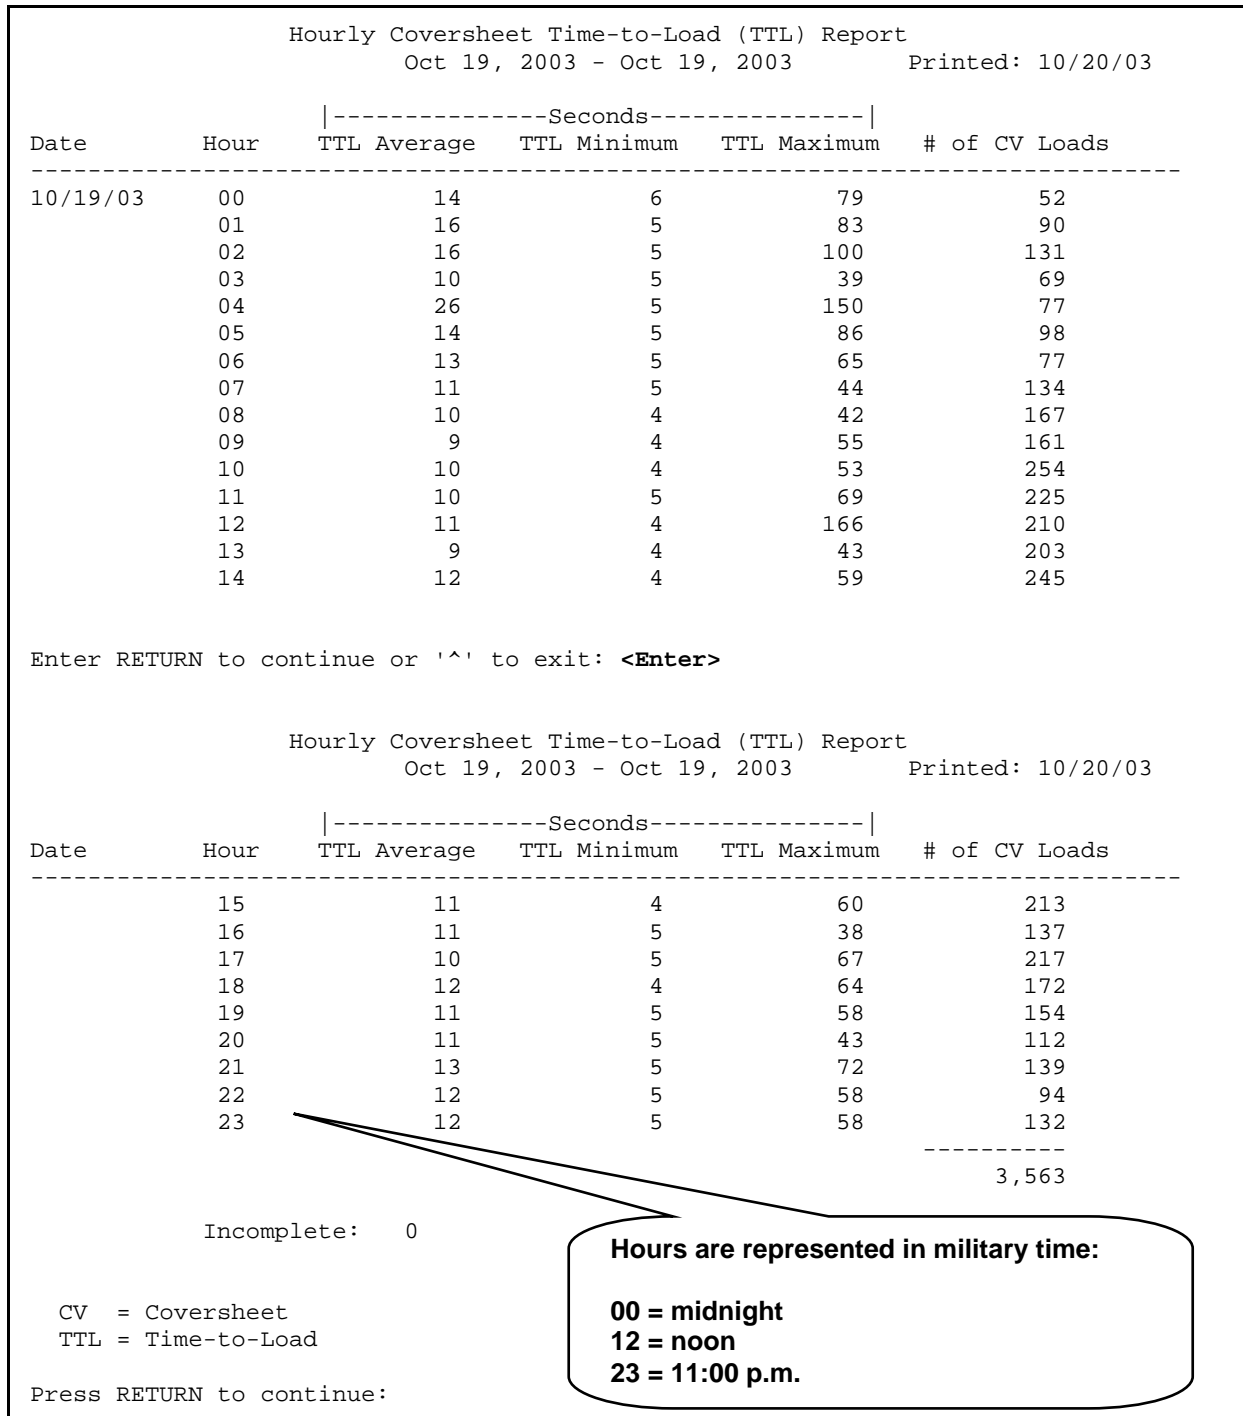 Hourly Coversheet Time-to-Load (TTL) Report
Oct 19, 2003 - Oct 19, 2003 Printed: 10/20/03
|---------------Seconds---------------|
Date Hour TTL Average TTL Minimum TTL Maximum # of CV Loads
--------------------------------------------------------------------------------
10/19/03 00 14 6 79 52
01 16 5 83 90
02 16 5 100 131
03 10 5 39 69
04 26 5 150 77
05 14 5 86 98
06 13 5 65 77
07 11 5 44 134
08 10 4 42 167
09 9 4 55 161
10 10 4 53 254
11 10 5 69 225
12 11 4 166 210
13 9 4 43 203
14 12 4 59 245
Enter RETURN to continue or '^' to exit: <Enter>
Hourly Coversheet Time-to-Load (TTL) Report
Oct 19, 2003 - Oct 19, 2003 Printed: 10/20/03
|---------------Seconds---------------|
Date Hour TTL Average TTL Minimum TTL Maximum # of CV Loads
--------------------------------------------------------------------------------
15 11 4 60 213
16 11 5 38 137
17 10 5 67 217
18 12 4 64 172
19 11 5 58 154
20 11 5 43 112
21 13 5 72 139
22 12 5 58 94
23 12 5 58 132
----------
3,563
Incomplete: 0
Hours are represented in military time:
00 = midnight
12 = noon
23 = 11:00 p.m.
CV = Coversheet
TTL = Time-to-Load
Press RETURN to continue: